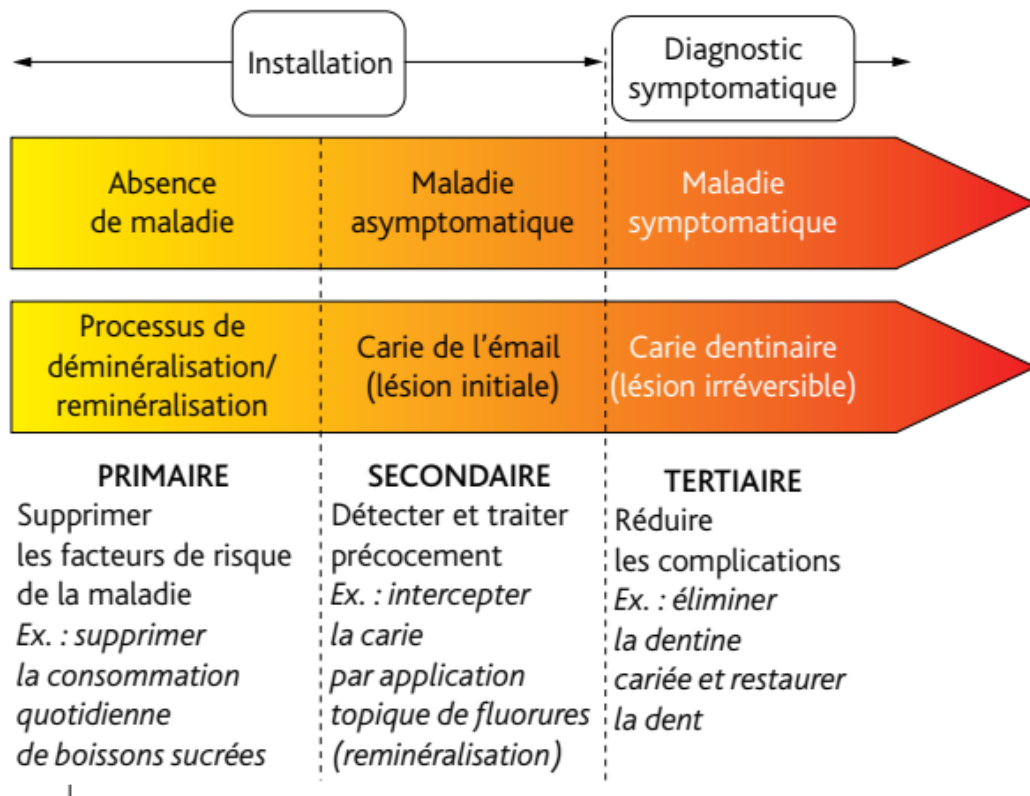 Installation
Diagnostic
symptomatique
Absence
de maladie
Maladie
asymptomatique
Maladie
symptomatique
Processus de
déminéralisation/
reminéralisation
Carie de l'émail
(lésion initiale)
Carie dentinaire
(lésion irréversible)
PRIMAIRE
Supprimer
les facteurs de risque
de la maladie
Ex. : supprimer
la consommation
quotidienne
de boissons sucrées
SECONDAIRE
Détecter et traiter
précocement
Ex. : intercepter
la carie
par application
topique de fluorures
(reminéralisation)
TERTIAIRE
Réduire
les complications
Ex. : éliminer
la dentine
cariée et restaurer
la dent